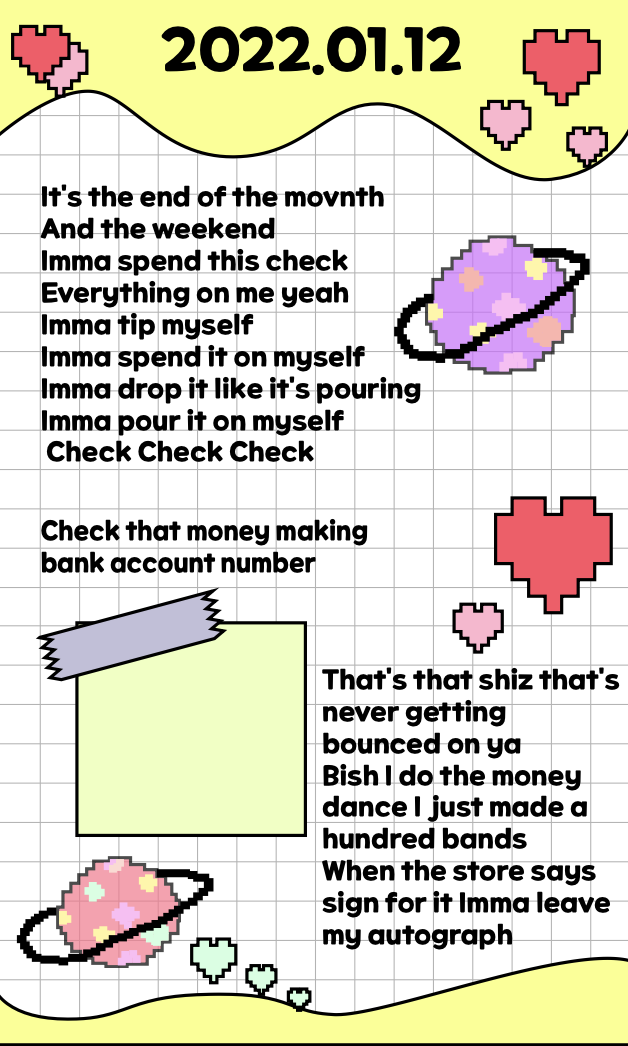 2022.01.12
It's the end of the movnth
And the weekend
Imma spend this check
Everything on me yeah
Imma tip myself
Imma spend it on myself
Imma drop it like it's pouring
Imma pour it on myself
Check Check Check
Check that money making
bank account number
That's that shiz that's
never getting
bounced on ya
Bish I do the money
dance I just made a
hundred bands
When the store says
sign for it Imma leave
my autograph